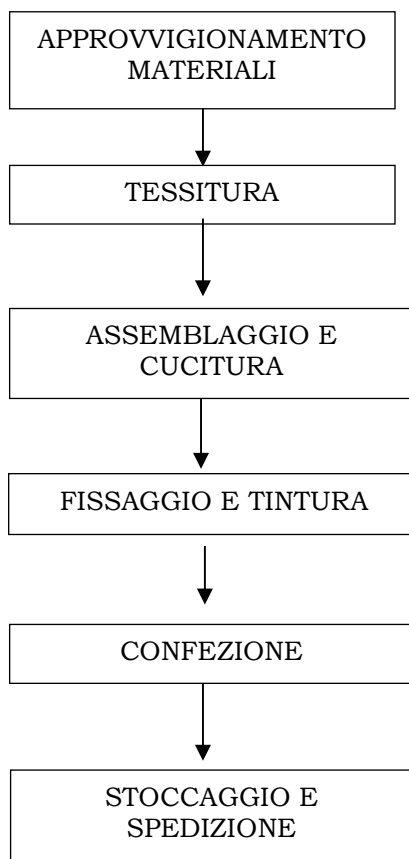 APPROVVIGIONAMENTO
MATERIALI
TESSITURA
ASSEMBLAGGIO E
CUCITURA
FISSAGGIO E TINTURA
CONFEZIONE
STOCCAGGIO E
SPEDIZIONE